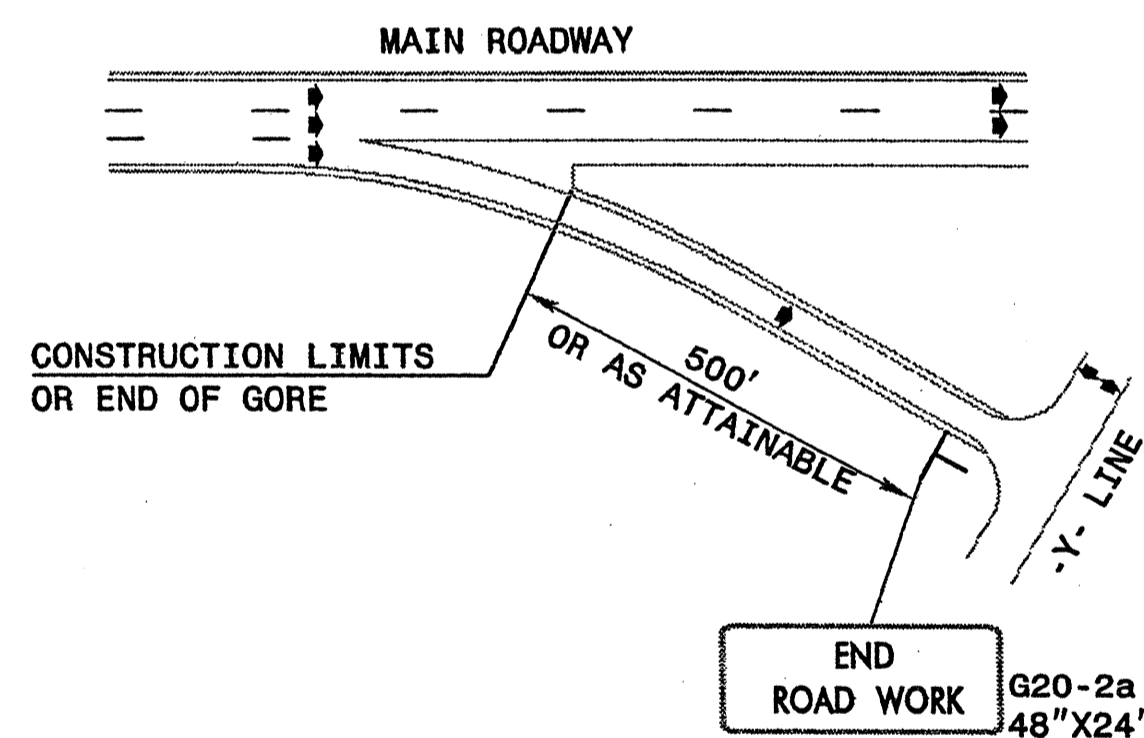 MAIN ROADWAY
CONSTRUCTION LIMITS
OR END OF GORE
500'
OR AS ATTAINABLE
-Y- LINE
END
ROAD WORK
G20-2a
48"X24'